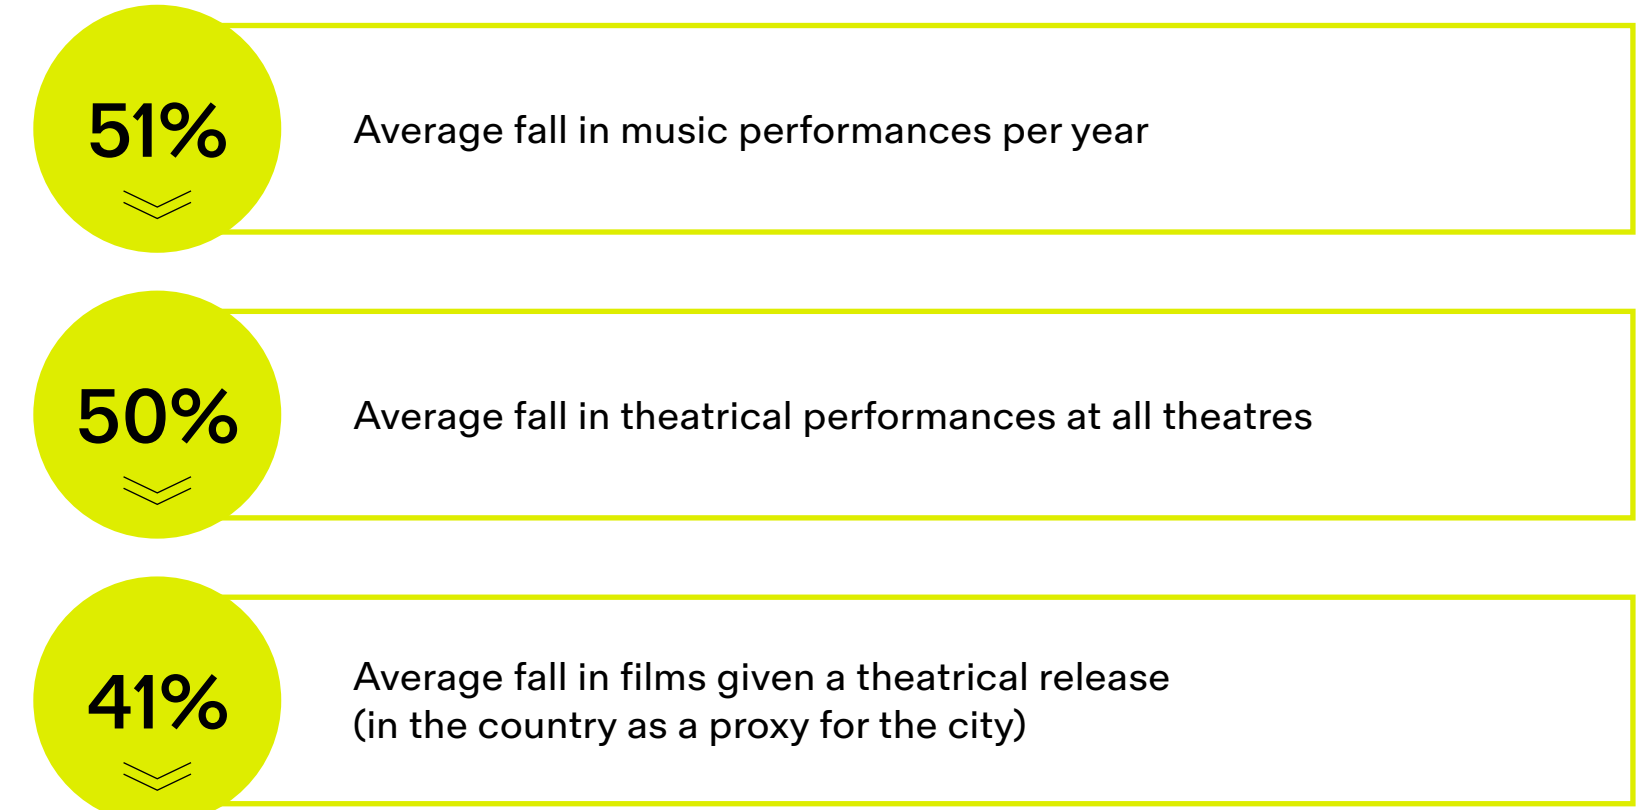 51%
Average fall in music performances per year
50%
Average fall in theatrical performances at all theatres
41%
Average fall in films given a theatrical release
(in the country as a proxy for the city)